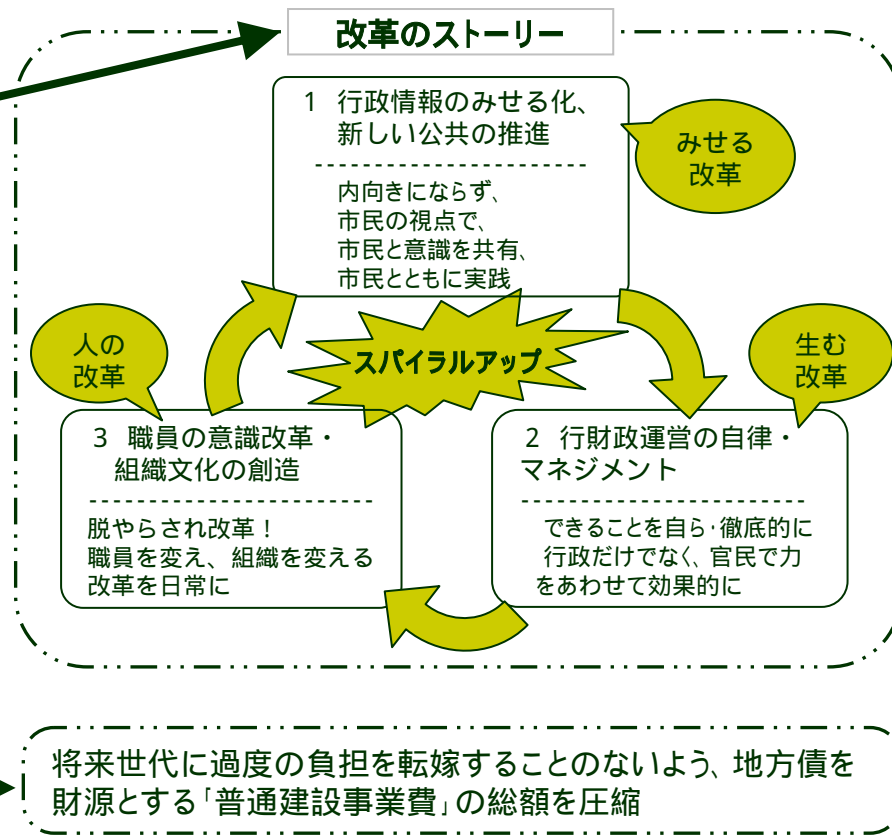 改革のストーリー
1 行政情報のみせる化、
新しい公共の推進
内向きにならず、
市民の視点で、
市民と意識を共有、
市民とともに実践
みせる
改革
スパイラルアップ
人の
改革
生む
改革
3 職員の意識改革・
組織文化の創造
脱やらされ改革！
職員を変え、組織を変える
改革を日常に
2 行財政運営の自律・
マネジメント
できることを自ら・徹底的に
行政だけでなく、官民で力
をあわせて効果的に
将来世代に過度の負担を転嫁することのないよう、地方債を
財源とする「普通建設事業費」の総額を圧縮